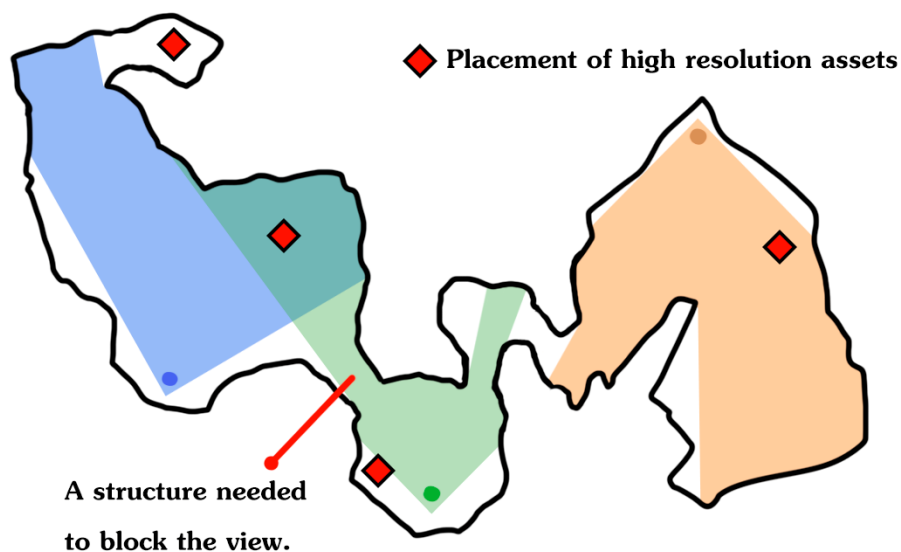 Placement of high resolution assets
A structure needed
to block the view.